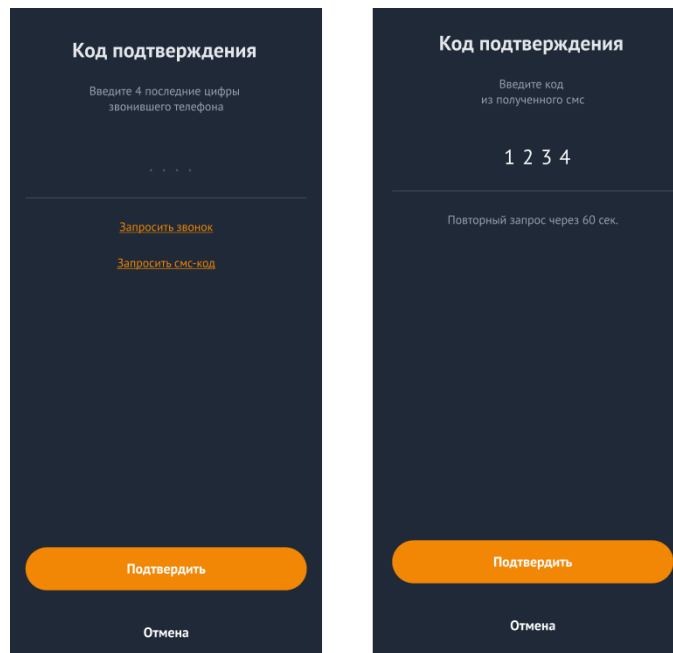 Код подтверждения
Введите 4 последние цифры
звонившего телефона
. . . .
Запросить звонок
Запросить смс-код
Подтвердить
Отмена
Код подтверждения
Введите код
из полученного смс
1 2 3 4
Повторный запрос через 60 сек.
Подтвердить
Отмена